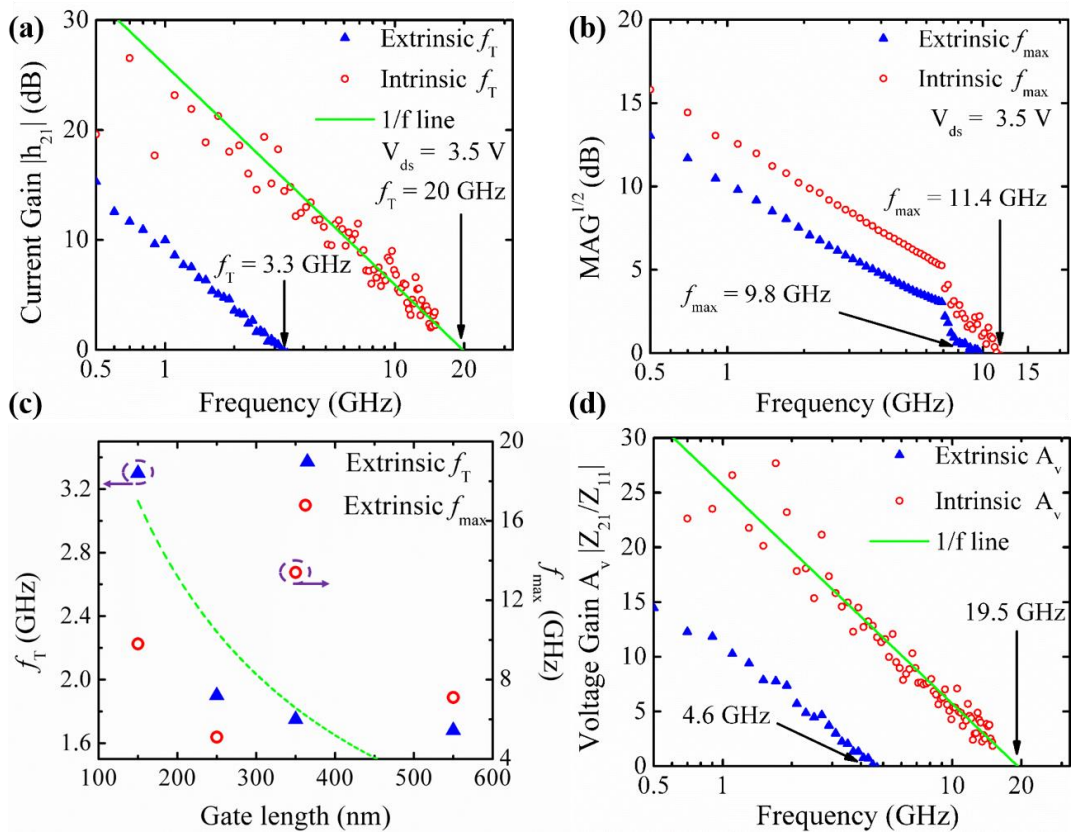 (a)
30
20
10
0
0.5
1
10
20
Current Gain |h21| (dB)
Frequency (GHz)
Extrinsic fT
Intrinsic fT
1/f line
Vds = 3.5 V
fT = 20 GHz
fT = 3.3 GHz
(b)
20
15
10
5
0
0.5
1
10
15
MAG1/2 (dB)
Frequency (GHz)
Extrinsic fmax
Intrinsic fmax
Vds = 3.5 V
fmax = 11.4 GHz
fmax = 9.8 GHz
(c)
3.2
2.8
2.4
2.0
1.6
100
200
300
400
500
600
20
16
12
8
4
fT (GHz)
fmax (GHz)
Gate length (nm)
Extrinsic fT
Extrinsic fmax
(d)
30
25
20
15
10
5
0
0.5
1
10
20
Voltage Gain Av |Z21/Z11|
Frequency (GHz)
Extrinsic Av
Intrinsic Av
1/f line
19.5 GHz
4.6 GHz